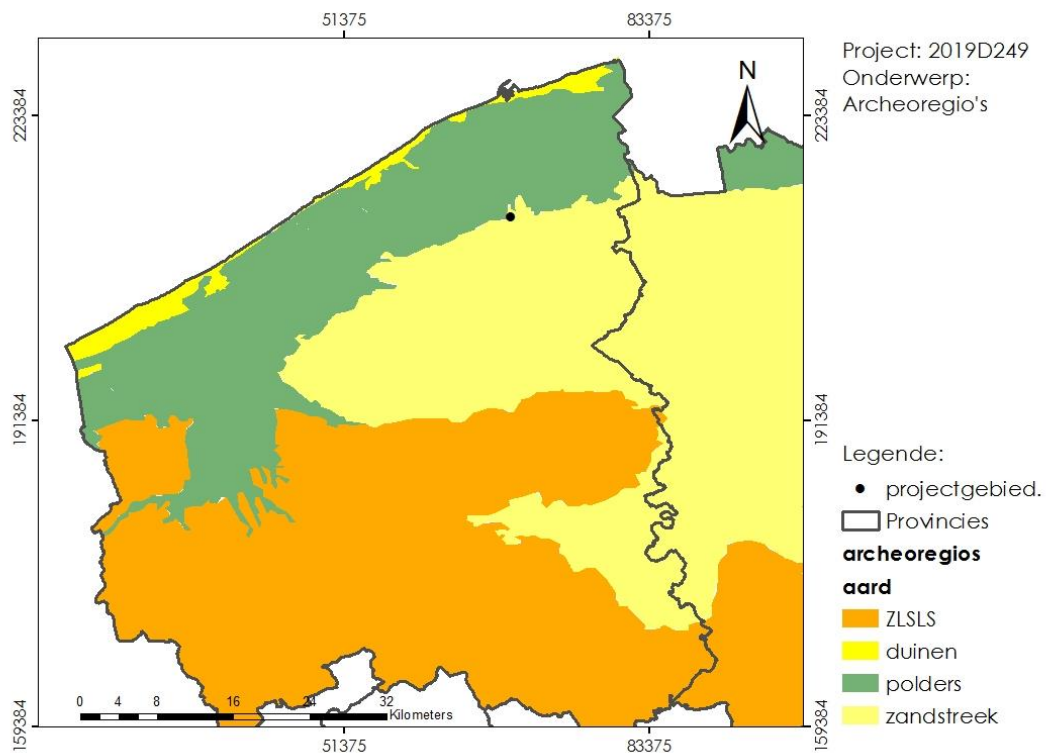 51375
83375
Project: 2019D249
Onderwerp:
Archeoregio's
N
223384
223384
191384
191384
Legende:
projectgebied.
Provincies
archeoregios
aard
ZLSLS
duinen
polders
zandstreek
0 4 8 16 24 32
Kilometers
159384
159384
51375
83375